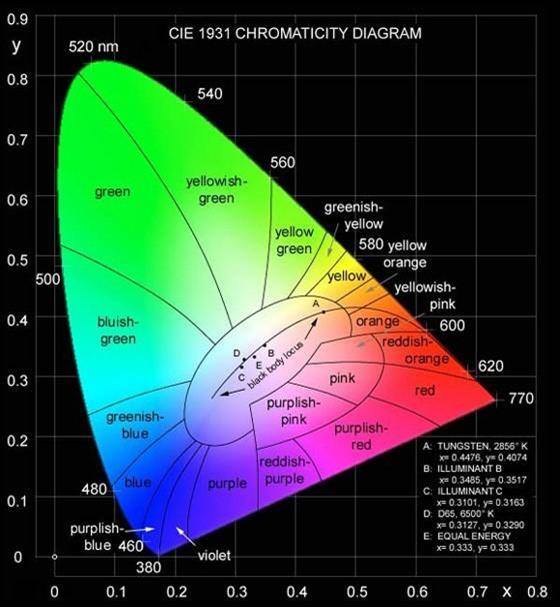 CIE 1931 CHROMATICITY DIAGRAM
0.9
y
520 nm
0.8
540
0.7
560
0.6
green
yellowish-
green
greenish-
yellow
yellow
green
580
yellow
orange
0.5
500
yellow
yellowish-
pink
A
0.4
bluish-
green
orange
600
reddish-
orange
D
B
E
C
black body locus
0.3
620
pink
red
770
purplish-
pink
greenish-
blue
purplish-
red
0.2
reddish-
purple
480
blue
purple
0.1
purplish-
blue
460
violet
0
380
A: TUNGSTEN, 2856° K
x= 0.4476, y= 0.4074
B: ILLUMINANT B
x= 0.3485, y= 0.3517
C: ILLUMINANT C
x= 0.3101, y= 0.3163
D: D65, 6500° K
x= 0.3127, y= 0.3290
E: EQUAL ENERGY
x= 0.333, y= 0.333
0 0.1 0.2 0.3 0.4 0.5 0.6 0.7 x 0.8